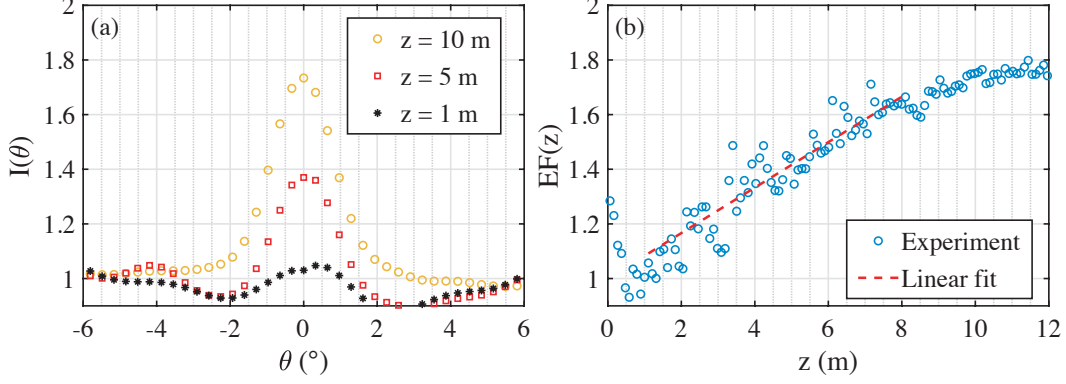 (a)
z = 10 m
z = 5 m
z = 1 m
I(θ)
2
1.8
1.6
1.4
1.2
1
-6
-4
-2
0
2
4
6
θ (°)
(b)
Experiment
Linear fit
EF(z)
2
1.8
1.6
1.4
1.2
1
0
2
4
6
8
10
12
z (m)